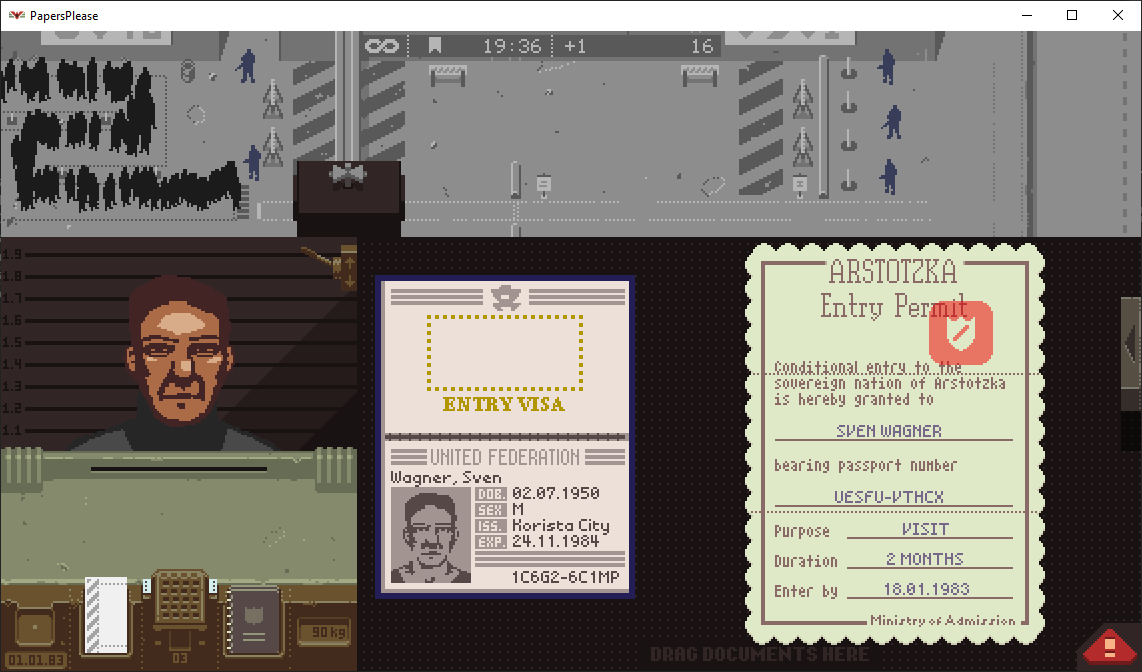 PapersPlease
19:36 +1 16
1.9
1.8
1.7
1.6
1.5
1.4
1.3
1.2
1.1
ENTRY VISA
UNITED FEDERATION
Wagner, Sven
DOB. 02.07.1950
SEX M
ISS. Korista City
EXP. 24.11.1984
1C6G2-6C1MP
ARSTOTZKA
Entry Permit
Conditional entry to the
sovereign nation of Arstotzka
is hereby granted to
SVEN WAGNER
bearing passport number
UESFU-VTHCX
Purpose VISIT
Duration 2 MONTHS
Enter by 18.01.1983
Ministry of Admission
90 kg
01.01.83
03
DRAG DOCUMENTS HERE